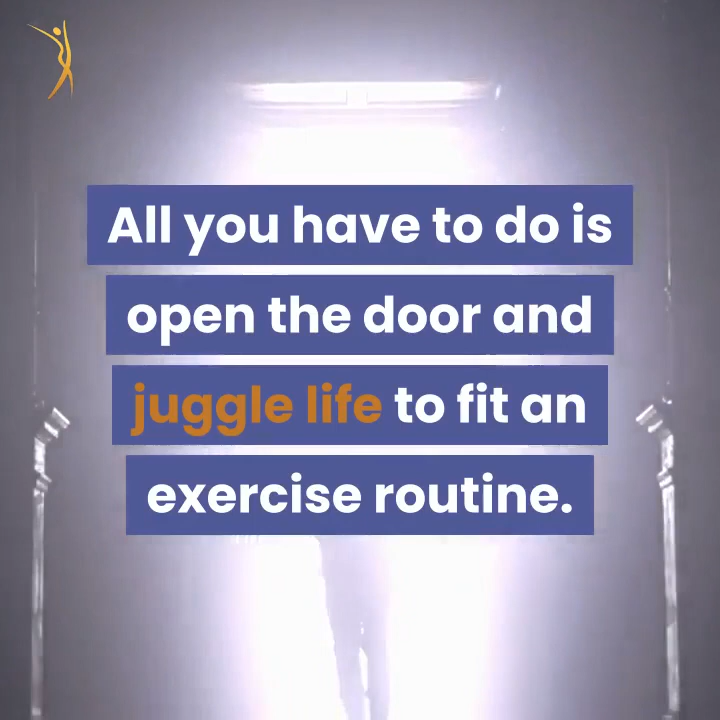 All you have to do is
open the door and
juggle life to fit an
exercise routine.